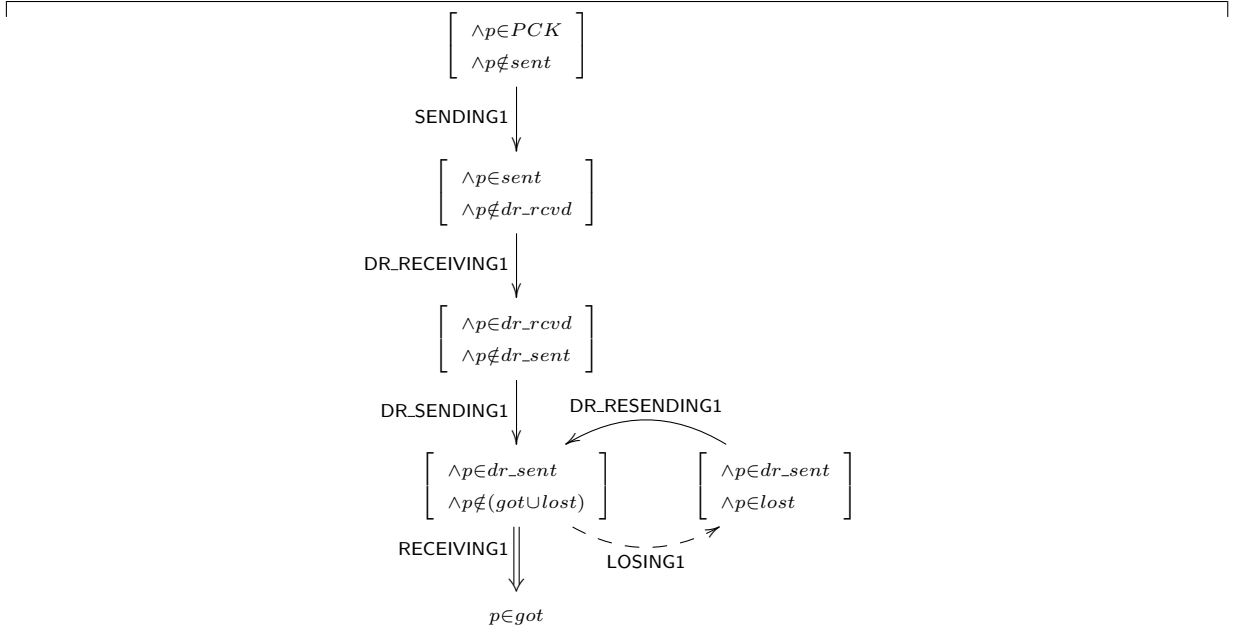 ∧p∈PCK
∧p∉sent
SENDING1
∧p∈sent
∧p∉dr_rcvd
DR_RECEIVING1
∧p∈dr_rcvd
∧p∉dr_sent
DR_SENDING1
DR_RESENDING1
∧p∈dr_sent
∧p∉(got∪lost)
∧p∈dr_sent
∧p∈lost
RECEIVING1
LOSING1
p∈got